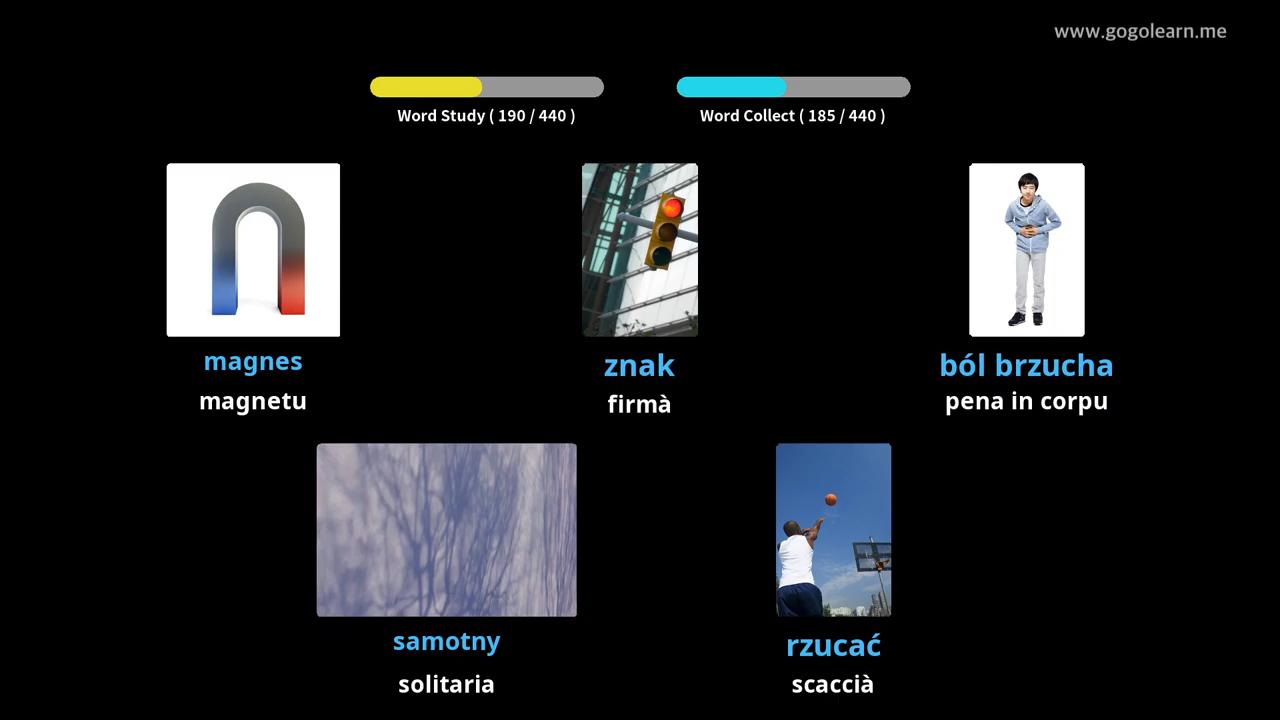 www.gogolearn.me
Word Study ( 190 / 440 )
Word Collect ( 185 / 440 )
magnes
magnetu
znak
firmà
ból brzucha
pena in corpu
samotny
solitaria
rzucać
scaccià